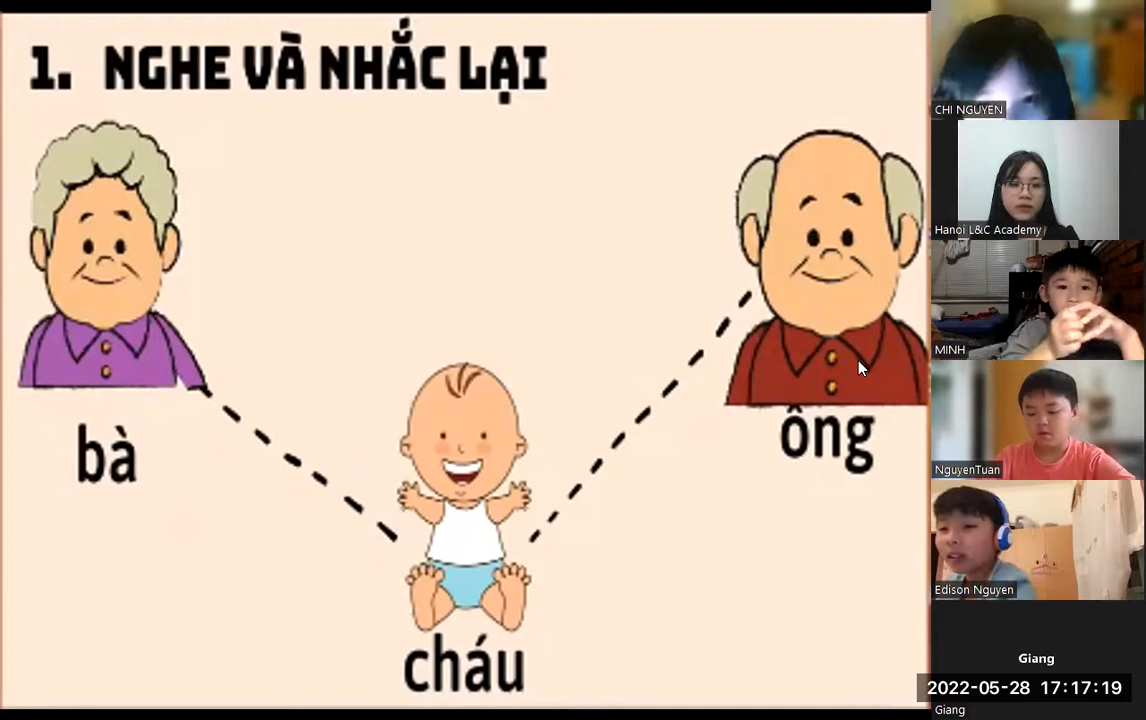 1. NGHE VÀ NHẮC LẠI
bà
ông
cháu
CHI NGUYEN
Hanoi L&C Academy
MINH
NguyenTuan
Edison Nguyen
Giang
2022-05-28 17:17:19
Giang